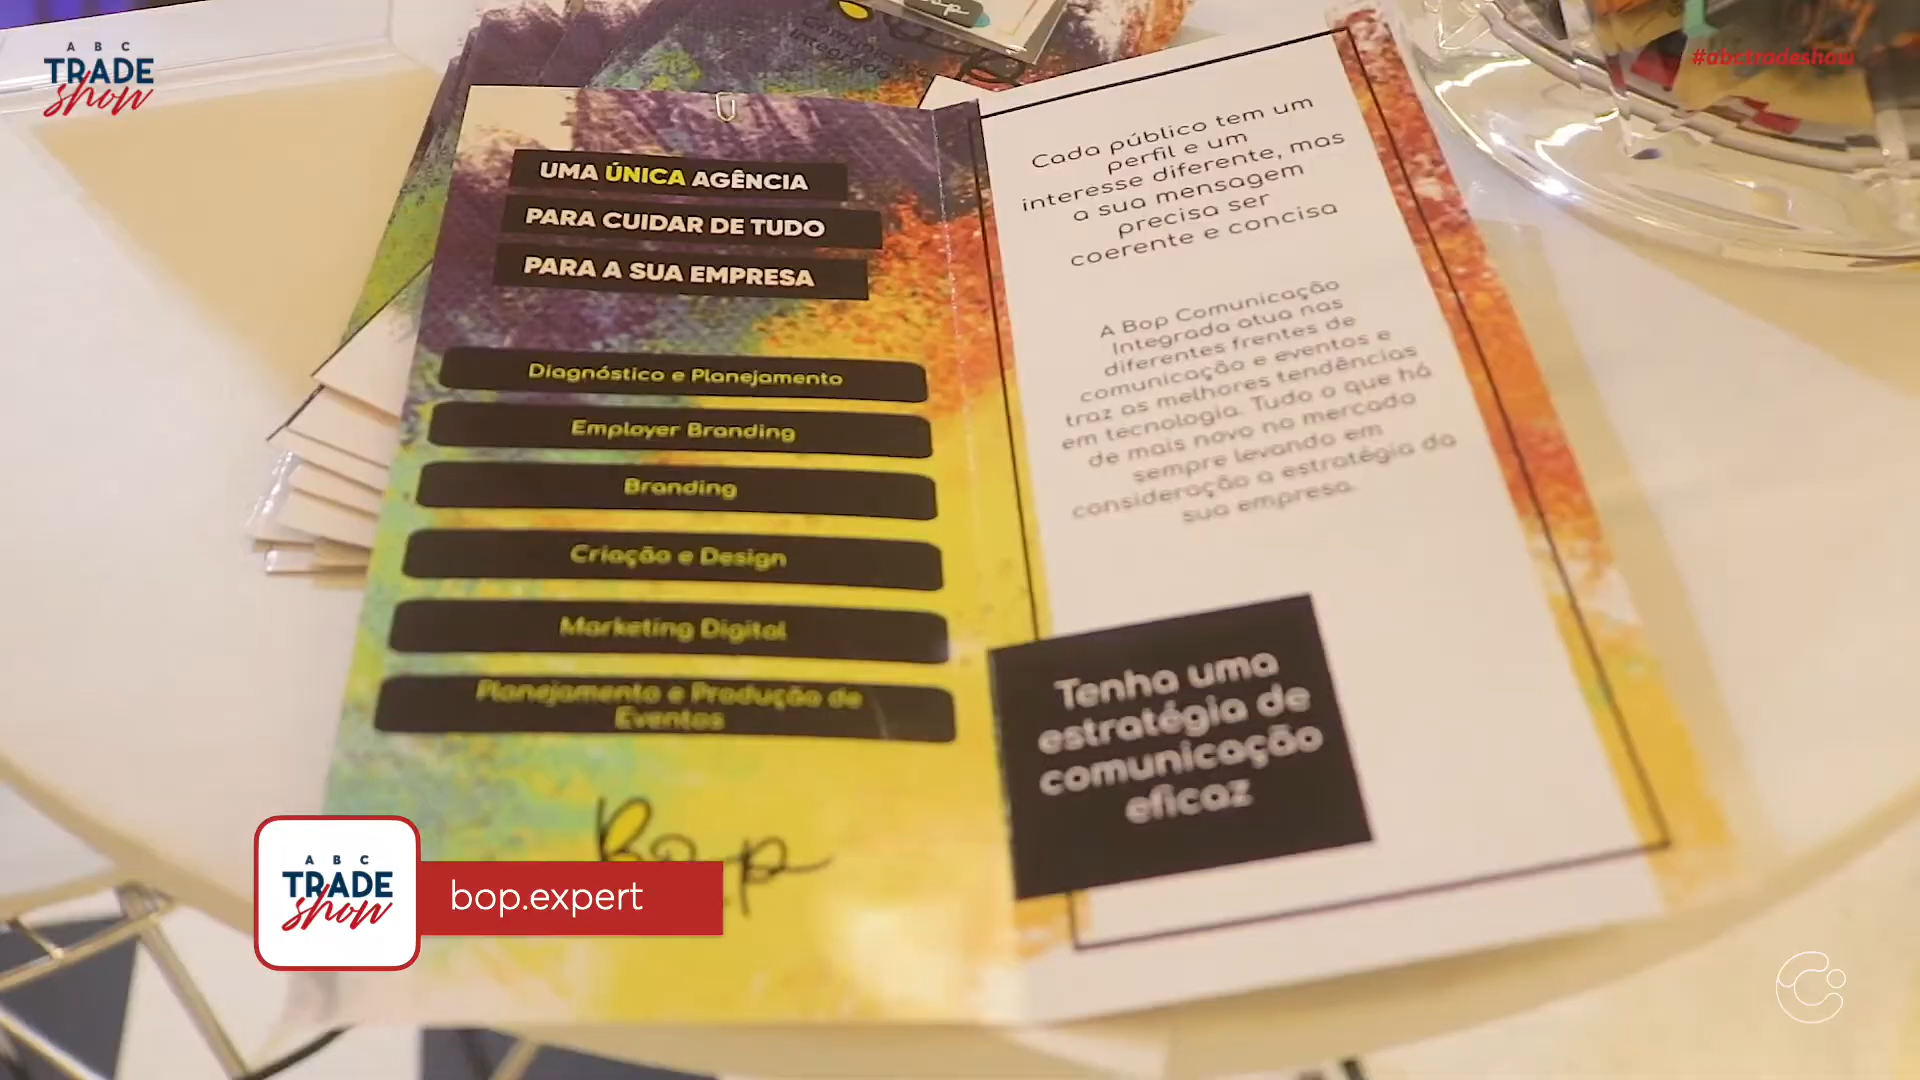 ABC
TRADE
show
#abctradeshow
bop
Comunicação
Integrada
UMA ÚNICA AGÊNCIA
PARA CUIDAR DE TUDO
PARA A SUA EMPRESA
Diagnóstico e Planejamento
Employer Branding
Branding
Criação e Design
Marketing Digital
Planejamento e Produção de
Eventos
Bop
Cada público tem um
perfil e um
interesse diferente, mas
a sua mensagem
precisa ser
coerente e concisa
A Bop Comunicação
Integrada atua nas
diferentes frentes de
comunicação e eventos e
traz as melhores tendências
em tecnologia. Tudo o que há
de mais novo no mercado
sempre levando em
consideração a estratégia da
sua empresa.
Tenha uma
estratégia de
comunicação
eficaz
ABC
TRADE
show
bop.expert